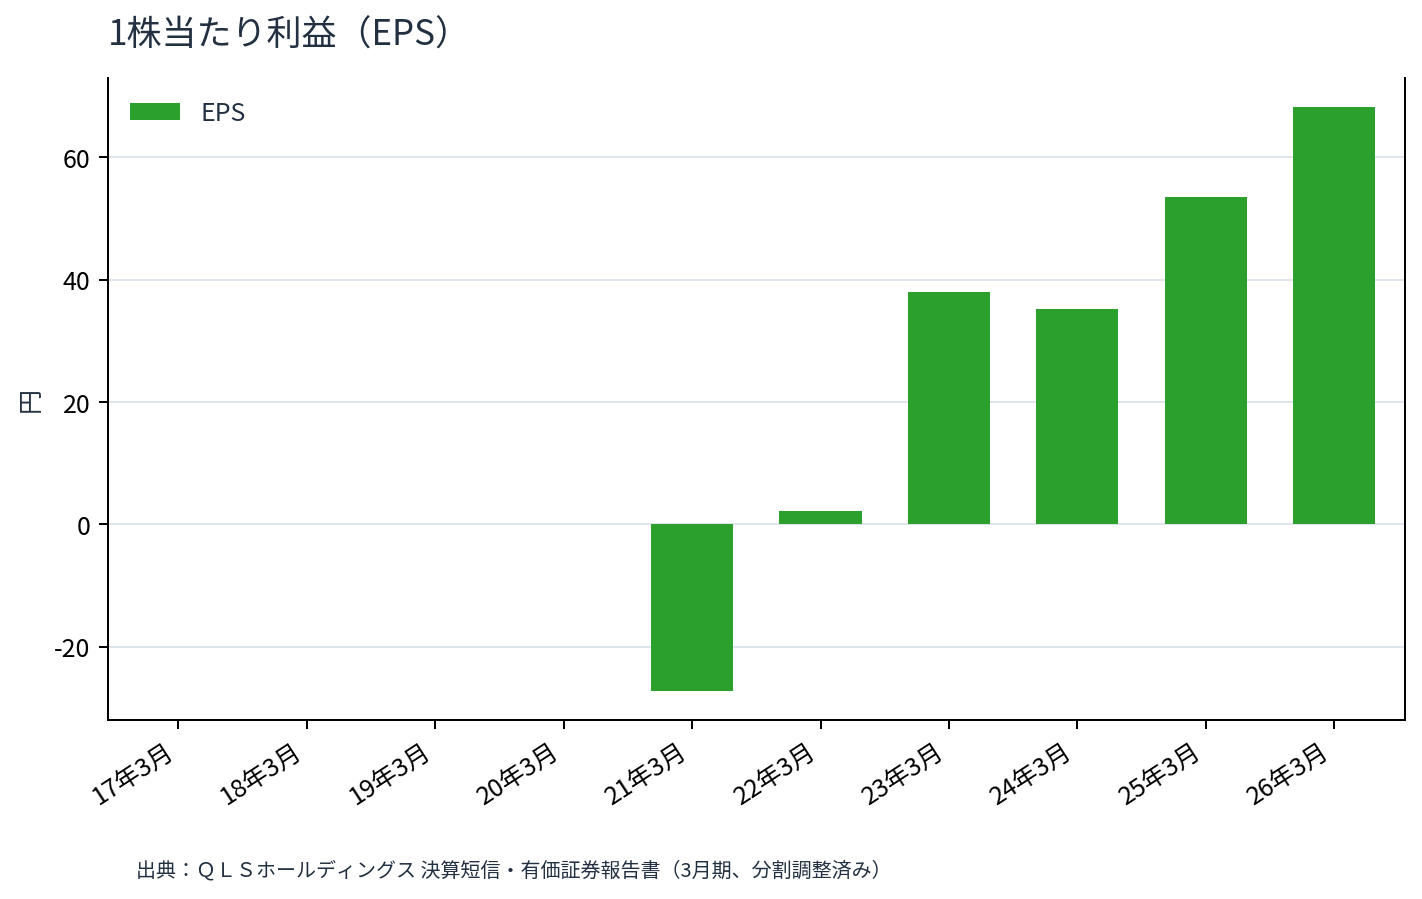 1株当たり利益（EPS）
EPS
60
40
20
0
-20
円
17年3月
18年3月
19年3月
20年3月
21年3月
22年3月
23年3月
24年3月
25年3月
26年3月
出典：ＱＬＳホールディングス 決算短信・有価証券報告書（3月期、分割調整済み）